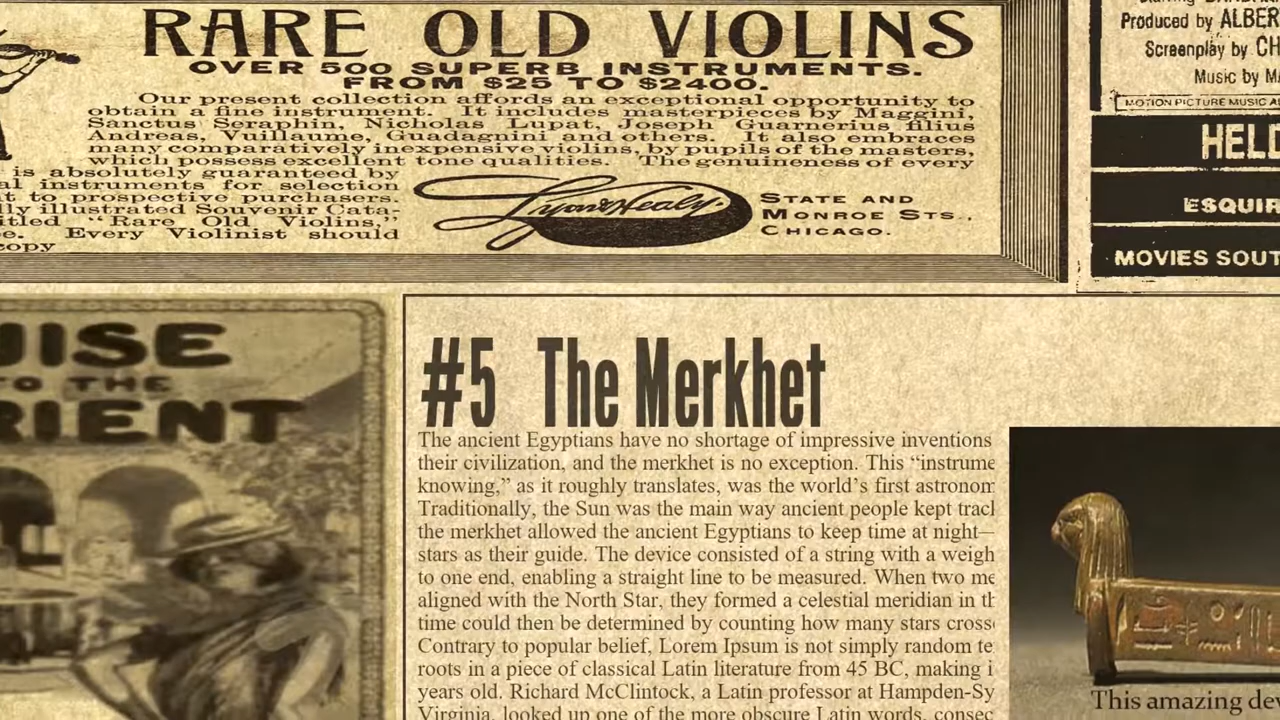 RARE OLD VIOLINS
OVER 500 SUPERB INSTRUMENTS.
FROM $25 TO $2400.
Our present collection affords an exceptional opportunity to
obtain a fine instrument. It includes masterpieces by Maggini,
Sanctus Seraphin, Nicholas Lupat, Joseph Guarnerius filius
Andreas, Vuillaune, Guadagnini and others. It also embraces
many comparatively inexpensive violins, by pupils of the masters,
which possess excellent tone qualities. The genuineness of every
is absolutely guaranteed by
al instruments for selection
t to prospective purchasers.
lly illustrated Souvenir Cata-
itled "Rare Old Violins,"
e. Every Violinist should
copy
Lyon & Healy.
STATE AND
MONROE STS.,
CHICAGO.
Produced by ALBER
Screenplay by CH
Music by MA
MOTION PICTURE MUSIC A
HELD
ESQUIR
MOVIES SOUT
UISE
TO THE
RIENT
#5 The Merkhet
The ancient Egyptians have no shortage of impressive inventions
their civilization, and the merkhet is no exception. This “instrume
knowing,” as it roughly translates, was the world’s first astronom
Traditionally, the Sun was the main way ancient people kept track
the merkhet allowed the ancient Egyptians to keep time at night—
stars as their guide. The device consisted of a string with a weigh
to one end, enabling a straight line to be measured. When two me
aligned with the North Star, they formed a celestial meridian in th
time could then be determined by counting how many stars cross
Contrary to popular belief, Lorem Ipsum is not simply random te
roots in a piece of classical Latin literature from 45 BC, making i
years old. Richard McClintock, a Latin professor at Hampden-Sy
Virginia, looked up one of the more obscure Latin words, consec
This amazing dev